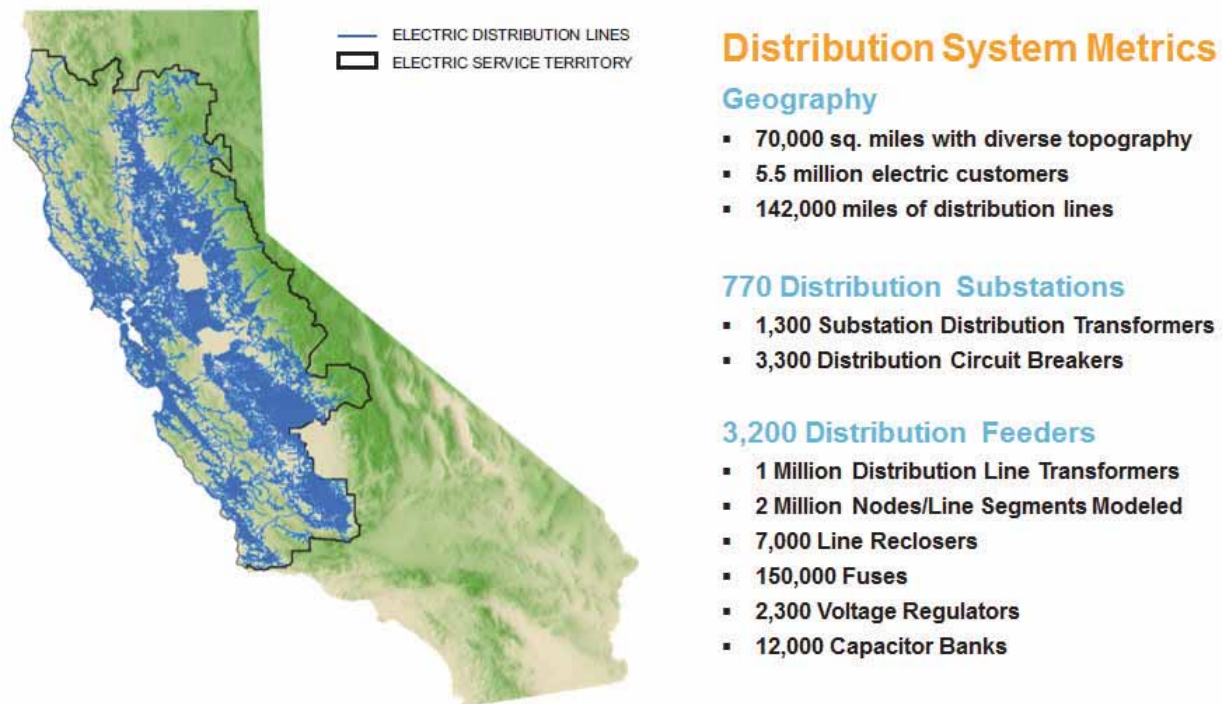 ELECTRIC DISTRIBUTION LINES
ELECTRIC SERVICE TERRITORY
Distribution System Metrics
Geography
▪ 70,000 sq. miles with diverse topography
▪ 5.5 million electric customers
▪ 142,000 miles of distribution lines
770 Distribution Substations
▪ 1,300 Substation Distribution Transformers
▪ 3,300 Distribution Circuit Breakers
3,200 Distribution Feeders
▪ 1 Million Distribution Line Transformers
▪ 2 Million Nodes/Line Segments Modeled
▪ 7,000 Line Reclosers
▪ 150,000 Fuses
▪ 2,300 Voltage Regulators
▪ 12,000 Capacitor Banks